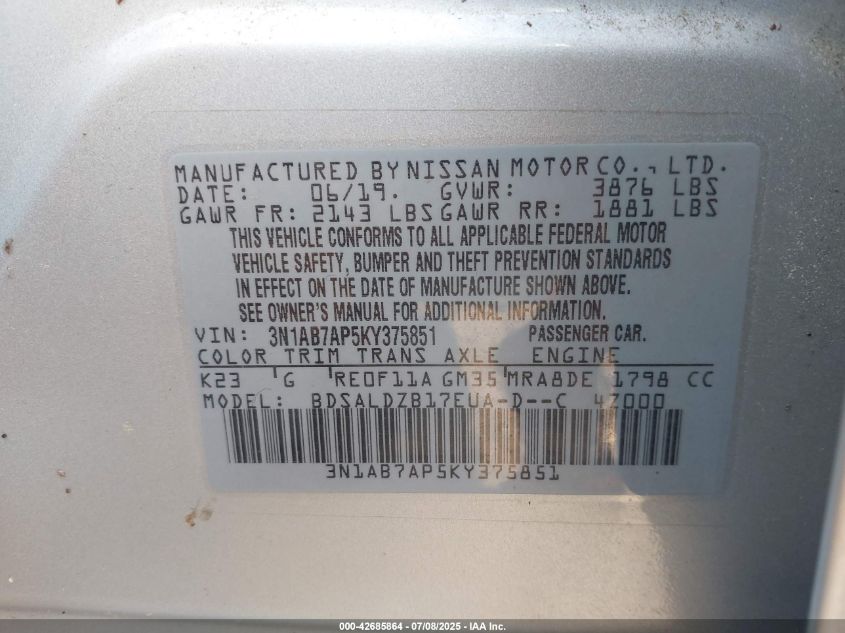 MANUFACTURED BY NISSAN MOTOR CO., LTD.
DATE: 06/19. GVWR: 3876 LBS
GAWR FR: 2143 LBS GAWR RR: 1881 LBS
THIS VEHICLE CONFORMS TO ALL APPLICABLE FEDERAL MOTOR
VEHICLE SAFETY, BUMPER AND THEFT PREVENTION STANDARDS
IN EFFECT ON THE DATE OF MANUFACTURE SHOWN ABOVE.
SEE OWNER'S MANUAL FOR ADDITIONAL INFORMATION.
VIN: 3N1AB7AP5KY375851 PASSENGER CAR.
COLOR TRIM TRANS AXLE ENGINE
K23 G RE0F11A GM35 MRA8DE 1798 CC
MODEL: BDSALDZB17EUA-D--C 47000
3N1AB7AP5KY375851
000-42685864 - 07/08/2025 - IAA Inc.